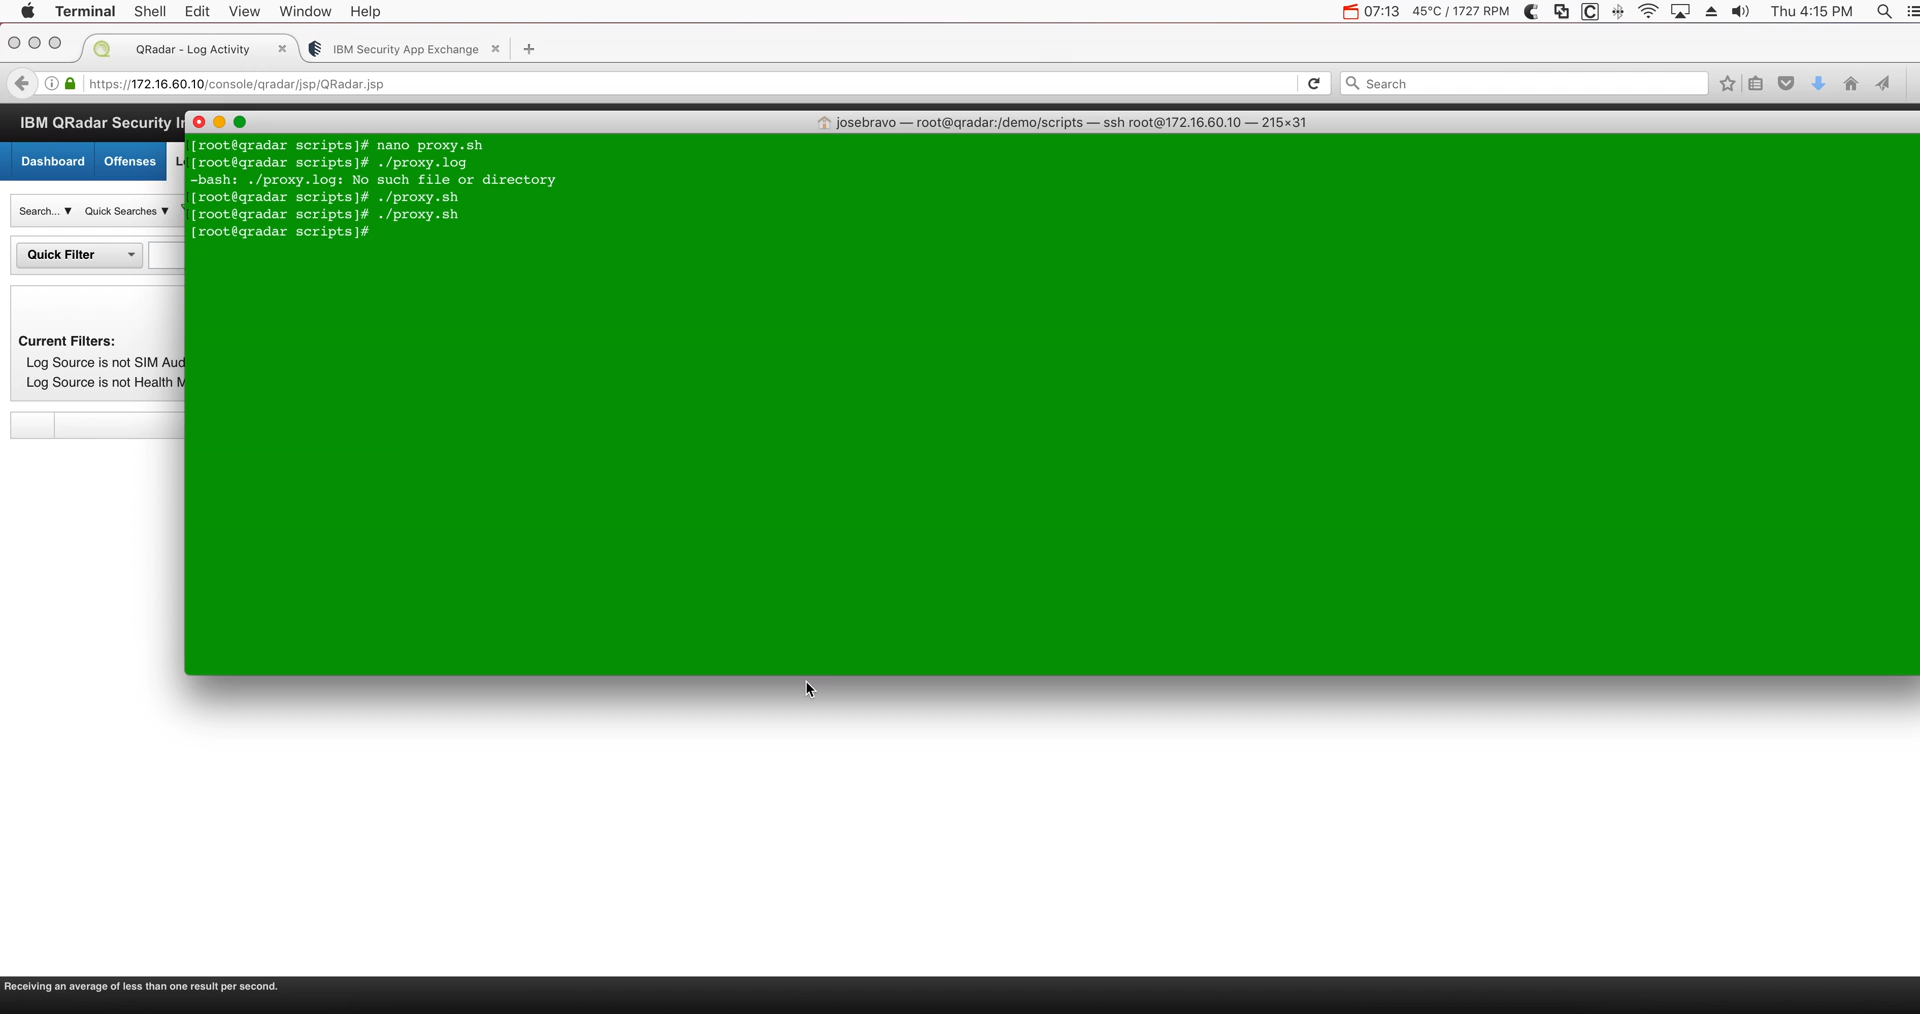 Terminal Shell Edit View Window Help 07:13 45°C / 1727 RPM Thu 4:15 PM
QRadar - Log Activity IBM Security App Exchange
https://172.16.60.10/console/qradar/jsp/QRadar.jsp Search
IBM QRadar Security In
josebravo — root@qradar:/demo/scripts — ssh root@172.16.60.10 — 215×31
Dashboard Offenses L
[root@qradar scripts]# nano proxy.sh
[root@qradar scripts]# ./proxy.log
-bash: ./proxy.log: No such file or directory
[root@qradar scripts]# ./proxy.sh
[root@qradar scripts]# ./proxy.sh
[root@qradar scripts]#
Search... ▼ Quick Searches ▼
Quick Filter
Current Filters:
Log Source is not SIM Aud
Log Source is not Health M
Receiving an average of less than one result per second.